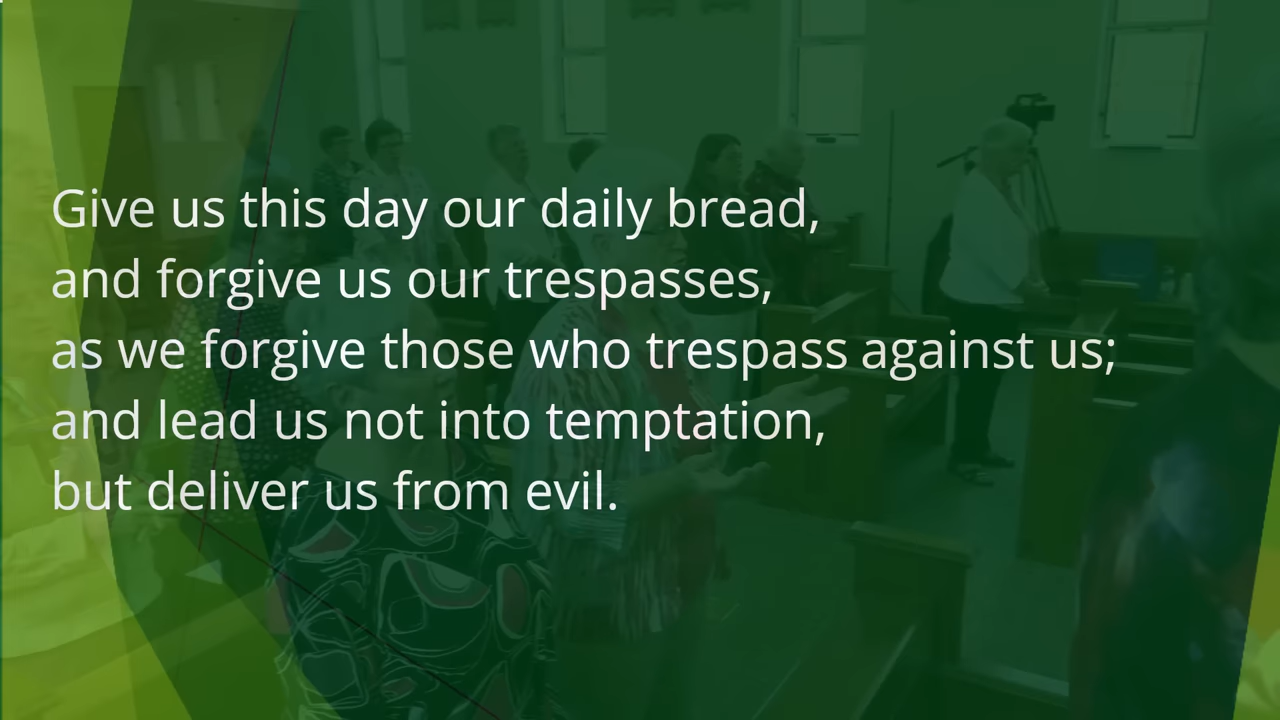 Give us this day our daily bread,
and forgive us our trespasses,
as we forgive those who trespass against us;
and lead us not into temptation,
but deliver us from evil.